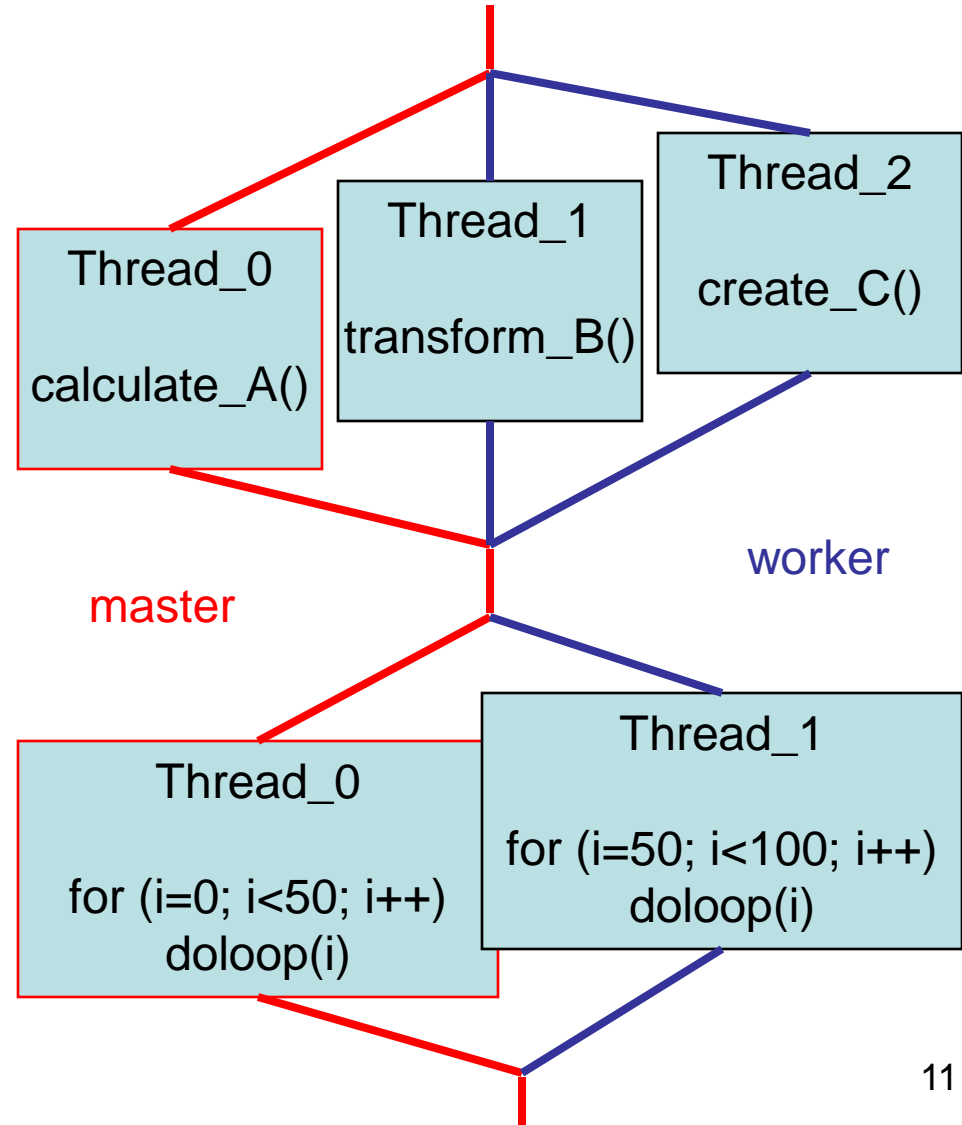 Thread_0
calculate_A()
Thread_1
transform_B()
Thread_2
create_C()
master
worker
Thread_0
for (i=0; i<50; i++)
doloop(i)
Thread_1
for (i=50; i<100; i++)
doloop(i)
11